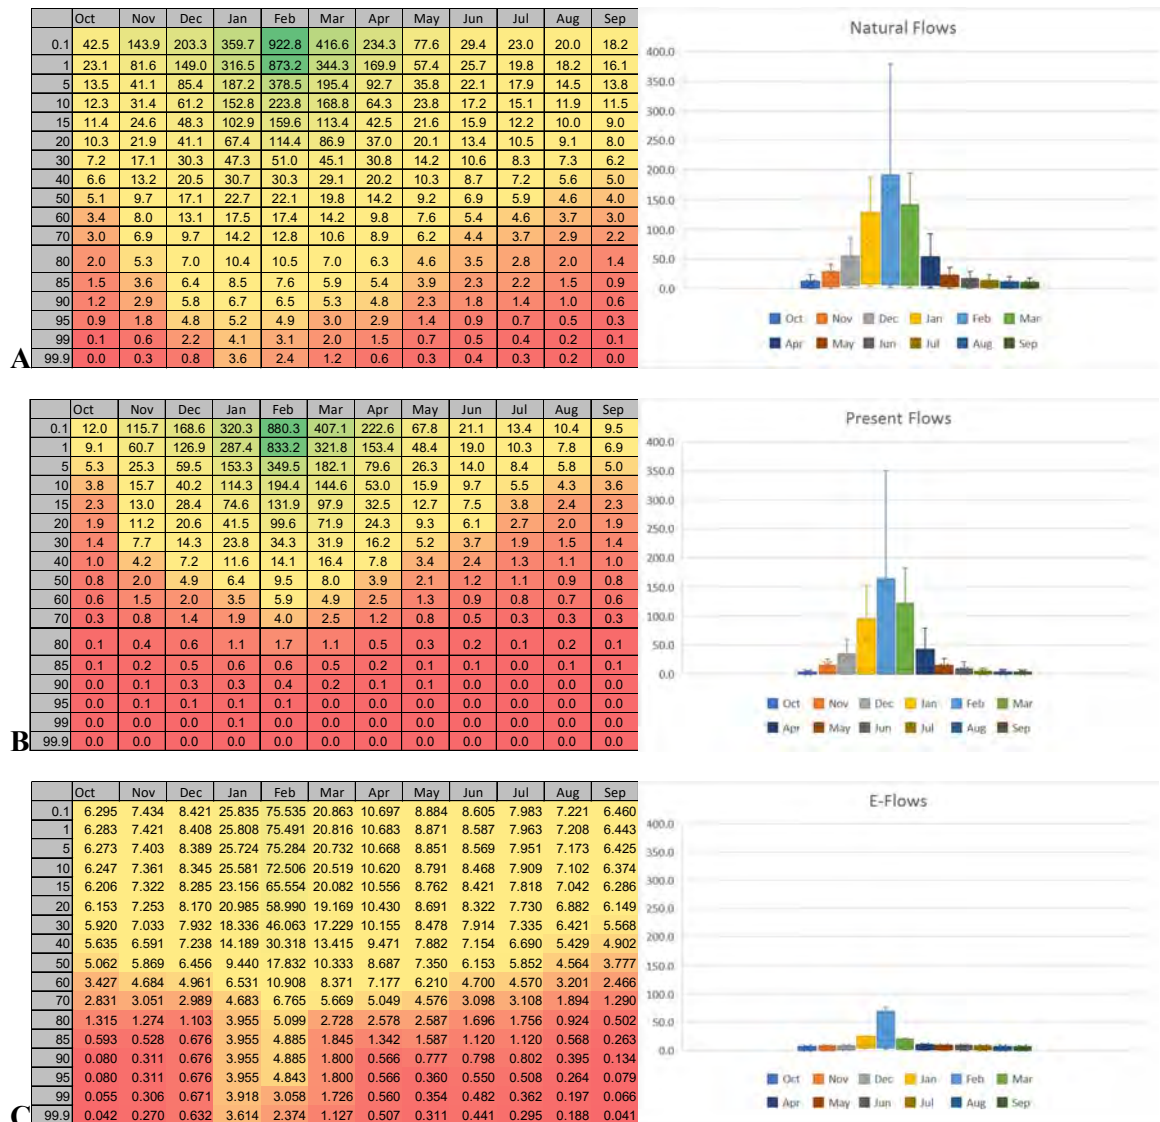 Oct Nov Dec Jan Feb Mar Apr May Jun Jul Aug Sep
0.1 42.5 143.9 203.3 359.7 922.8 416.6 234.3 77.6 29.4 23.0 20.0 18.2
1 23.1 81.6 149.0 316.5 873.2 344.3 169.9 57.4 25.7 19.8 18.2 16.1
5 13.5 41.1 85.4 187.2 378.5 195.4 92.7 35.8 22.1 17.9 14.5 13.8
10 12.3 31.4 61.2 152.8 223.8 168.8 64.3 23.8 17.2 15.1 11.9 11.5
15 11.4 24.6 48.3 102.9 159.6 113.4 42.5 21.6 15.9 12.2 10.0 9.0
20 10.3 21.9 41.1 67.4 114.4 86.9 37.0 20.1 13.4 10.5 9.1 8.0
30 7.2 17.1 30.3 47.3 51.0 45.1 30.8 14.2 10.6 8.3 7.3 6.2
40 6.6 13.2 20.5 30.7 30.3 29.1 20.2 10.3 8.7 7.2 5.6 5.0
50 5.1 9.7 17.1 22.7 22.1 19.8 14.2 9.2 6.9 5.9 4.6 4.0
60 3.4 8.0 13.1 17.5 17.4 14.2 9.8 7.6 5.4 4.6 3.7 3.0
70 3.0 6.9 9.7 14.2 12.8 10.6 8.9 6.2 4.4 3.7 2.9 2.2
80 2.0 5.3 7.0 10.4 10.5 7.0 6.3 4.6 3.5 2.8 2.0 1.4
85 1.5 3.6 6.4 8.5 7.6 5.9 5.4 3.9 2.3 2.2 1.5 0.9
90 1.2 2.9 5.8 6.7 6.5 5.3 4.8 2.3 1.8 1.4 1.0 0.6
95 0.9 1.8 4.8 5.2 4.9 3.0 2.9 1.4 0.9 0.7 0.5 0.3
99 0.1 0.6 2.2 4.1 3.1 2.0 1.5 0.7 0.5 0.4 0.2 0.1
A 99.9 0.0 0.3 0.8 3.6 2.4 1.2 0.6 0.3 0.4 0.3 0.2 0.0
Natural Flows
400.0
350.0
300.0
250.0
200.0
150.0
100.0
50.0
0.0
Oct Nov Dec Jan Feb Mar
Apr May Jun Jul Aug Sep
Oct Nov Dec Jan Feb Mar Apr May Jun Jul Aug Sep
0.1 12.0 115.7 168.6 320.3 880.3 407.1 222.6 67.8 21.1 13.4 10.4 9.5
1 9.1 60.7 126.9 287.4 833.2 321.8 153.4 48.4 19.0 10.3 7.8 6.9
5 5.3 25.3 59.5 153.3 349.5 182.1 79.6 26.3 14.0 8.4 5.8 5.0
10 3.8 15.7 40.2 114.3 194.4 144.6 53.0 15.9 9.7 5.5 4.3 3.6
15 2.3 13.0 28.4 74.6 131.9 97.9 32.5 12.7 7.5 3.8 2.4 2.3
20 1.9 11.2 20.6 41.5 99.6 71.9 24.3 9.3 6.1 2.7 2.0 1.9
30 1.4 7.7 14.3 23.8 34.3 31.9 16.2 5.2 3.7 1.9 1.5 1.4
40 1.0 4.2 7.2 11.6 14.1 16.4 7.8 3.4 2.4 1.3 1.1 1.0
50 0.8 2.0 4.9 6.4 9.5 8.0 3.9 2.1 1.2 1.1 0.9 0.8
60 0.6 1.5 2.0 3.5 5.9 4.9 2.5 1.3 0.9 0.8 0.7 0.6
70 0.3 0.8 1.4 1.9 4.0 2.5 1.2 0.8 0.5 0.3 0.3 0.3
80 0.1 0.4 0.6 1.1 1.7 1.1 0.5 0.3 0.2 0.1 0.2 0.1
85 0.1 0.2 0.5 0.6 0.6 0.5 0.2 0.1 0.1 0.0 0.1 0.1
90 0.0 0.1 0.3 0.3 0.4 0.2 0.1 0.1 0.0 0.0 0.0 0.0
95 0.0 0.1 0.1 0.1 0.1 0.0 0.0 0.0 0.0 0.0 0.0 0.0
99 0.0 0.0 0.0 0.1 0.0 0.0 0.0 0.0 0.0 0.0 0.0 0.0
B 99.9 0.0 0.0 0.0 0.0 0.0 0.0 0.0 0.0 0.0 0.0 0.0 0.0
Present Flows
400.0
350.0
300.0
250.0
200.0
150.0
100.0
50.0
0.0
Oct Nov Dec Jan Feb Mar
Apr May Jun Jul Aug Sep
Oct Nov Dec Jan Feb Mar Apr May Jun Jul Aug Sep
0.1 6.295 7.434 8.421 25.835 75.535 20.863 10.697 8.884 8.605 7.983 7.221 6.460
1 6.283 7.421 8.408 25.808 75.491 20.816 10.683 8.871 8.587 7.963 7.208 6.443
5 6.273 7.403 8.389 25.724 75.284 20.732 10.668 8.851 8.569 7.951 7.173 6.425
10 6.247 7.361 8.345 25.581 72.506 20.519 10.620 8.791 8.468 7.909 7.102 6.374
15 6.206 7.322 8.285 23.156 65.554 20.082 10.556 8.762 8.421 7.818 7.042 6.286
20 6.153 7.253 8.170 20.985 58.990 19.169 10.430 8.691 8.322 7.730 6.882 6.149
30 5.920 7.033 7.932 18.336 46.063 17.229 10.155 8.478 7.914 7.335 6.421 5.568
40 5.635 6.591 7.238 14.189 30.318 13.415 9.471 7.882 7.154 6.690 5.429 4.902
50 5.062 5.869 6.456 9.440 17.832 10.333 8.687 7.350 6.153 5.852 4.564 3.777
60 3.427 4.684 4.961 6.531 10.908 8.371 7.177 6.210 4.700 4.570 3.201 2.466
70 2.831 3.051 2.989 4.683 6.765 5.669 5.049 4.576 3.098 3.108 1.894 1.290
80 1.315 1.274 1.103 3.955 5.099 2.728 2.578 2.587 1.696 1.756 0.924 0.502
85 0.593 0.528 0.676 3.955 4.885 1.845 1.342 1.587 1.120 1.120 0.568 0.263
90 0.080 0.311 0.676 3.955 4.885 1.800 0.566 0.777 0.798 0.802 0.395 0.134
95 0.080 0.311 0.676 3.955 4.843 1.800 0.566 0.360 0.550 0.508 0.264 0.079
99 0.055 0.306 0.671 3.918 3.058 1.726 0.560 0.354 0.482 0.362 0.197 0.066
C 99.9 0.042 0.270 0.632 3.614 2.374 1.127 0.507 0.311 0.441 0.295 0.188 0.041
E-Flows
400.0
350.0
300.0
250.0
200.0
150.0
100.0
50.0
0.0
Oct Nov Dec Jan Feb Mar
Apr May Jun Jul Aug Sep